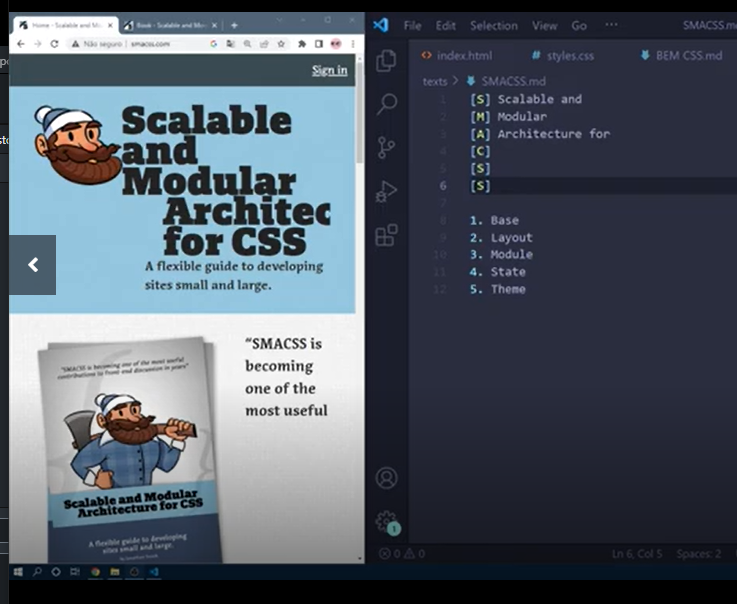 Home - Scalable and Mo
Book - Scalable and Mo
Não seguro | smacss.com
Sign in
Scalable
and
Modular
Architec
for CSS
A flexible guide to developing
sites small and large.
"SMACSS is
becoming
one of the
most useful
"SMACSS is becoming one of the most useful
contributions to front-end discussion in years"
Scalable and Modular
Architecture for CSS
A flexible guide to developing
sites small and large.
File Edit Selection View Go ··· SMACSS.m
index.html # styles.css BEM CSS.md
texts > SMACSS.md
1 [S] Scalable and
2 [M] Modular
3 [A] Architecture for
4 [C]
5 [S]
6 [S]
7
8 1. Base
9 2. Layout
10 3. Module
11 4. State
12 5. Theme
1
0 0
Ln 6, Col 5 Spaces: 2